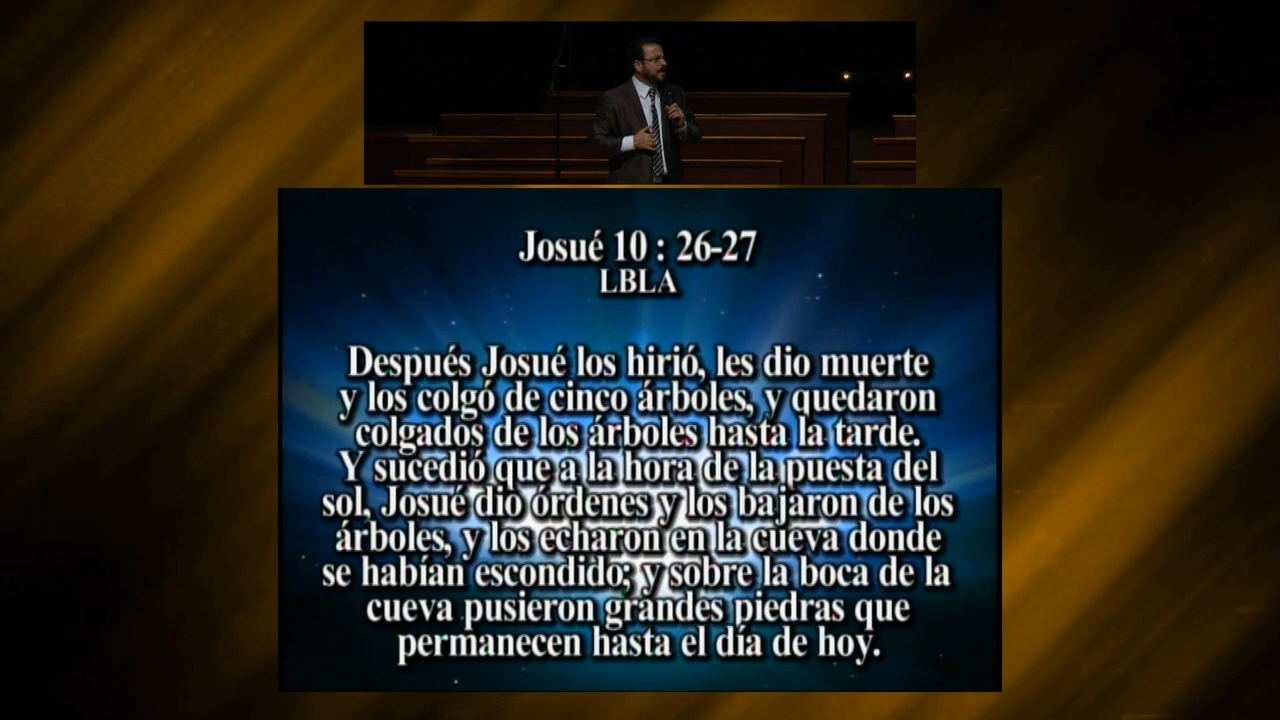 Josué 10 : 26-27
LBLA
Después Josué los hirió, les dio muerte
y los colgó de cinco árboles, y quedaron
colgados de los árboles hasta la tarde.
Y sucedió que a la hora de la puesta del
sol, Josué dio órdenes y los bajaron de los
árboles, y los echaron en la cueva donde
se habían escondido; y sobre la boca de la
cueva pusieron grandes piedras que
permanecen hasta el día de hoy.